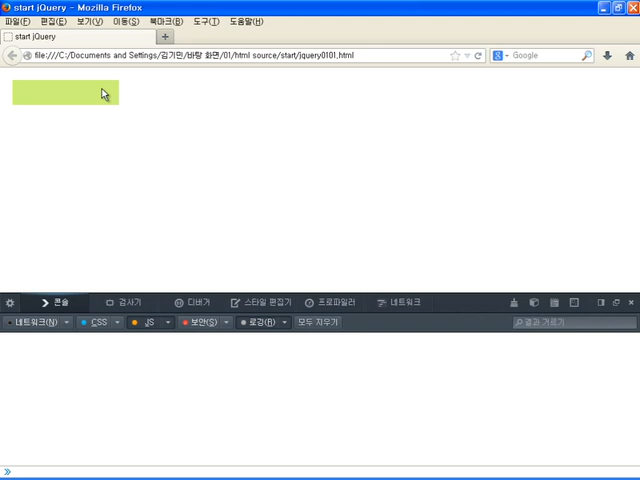 start jQuery - Mozilla Firefox
파일(F) 편집(E) 보기(V) 이동(S) 북마크(B) 도구(T) 도움말(H)
start jQuery
file:///C:/Documents and Settings/김기민/바탕 화면/01/html source/start/jquery0101.html
Google
콘솔 검사기 디버거 스타일 편집기 프로파일러 네트워크
네트워크(N) CSS JS 보안(S) 로깅(R) 모두 지우기 결과 거르기